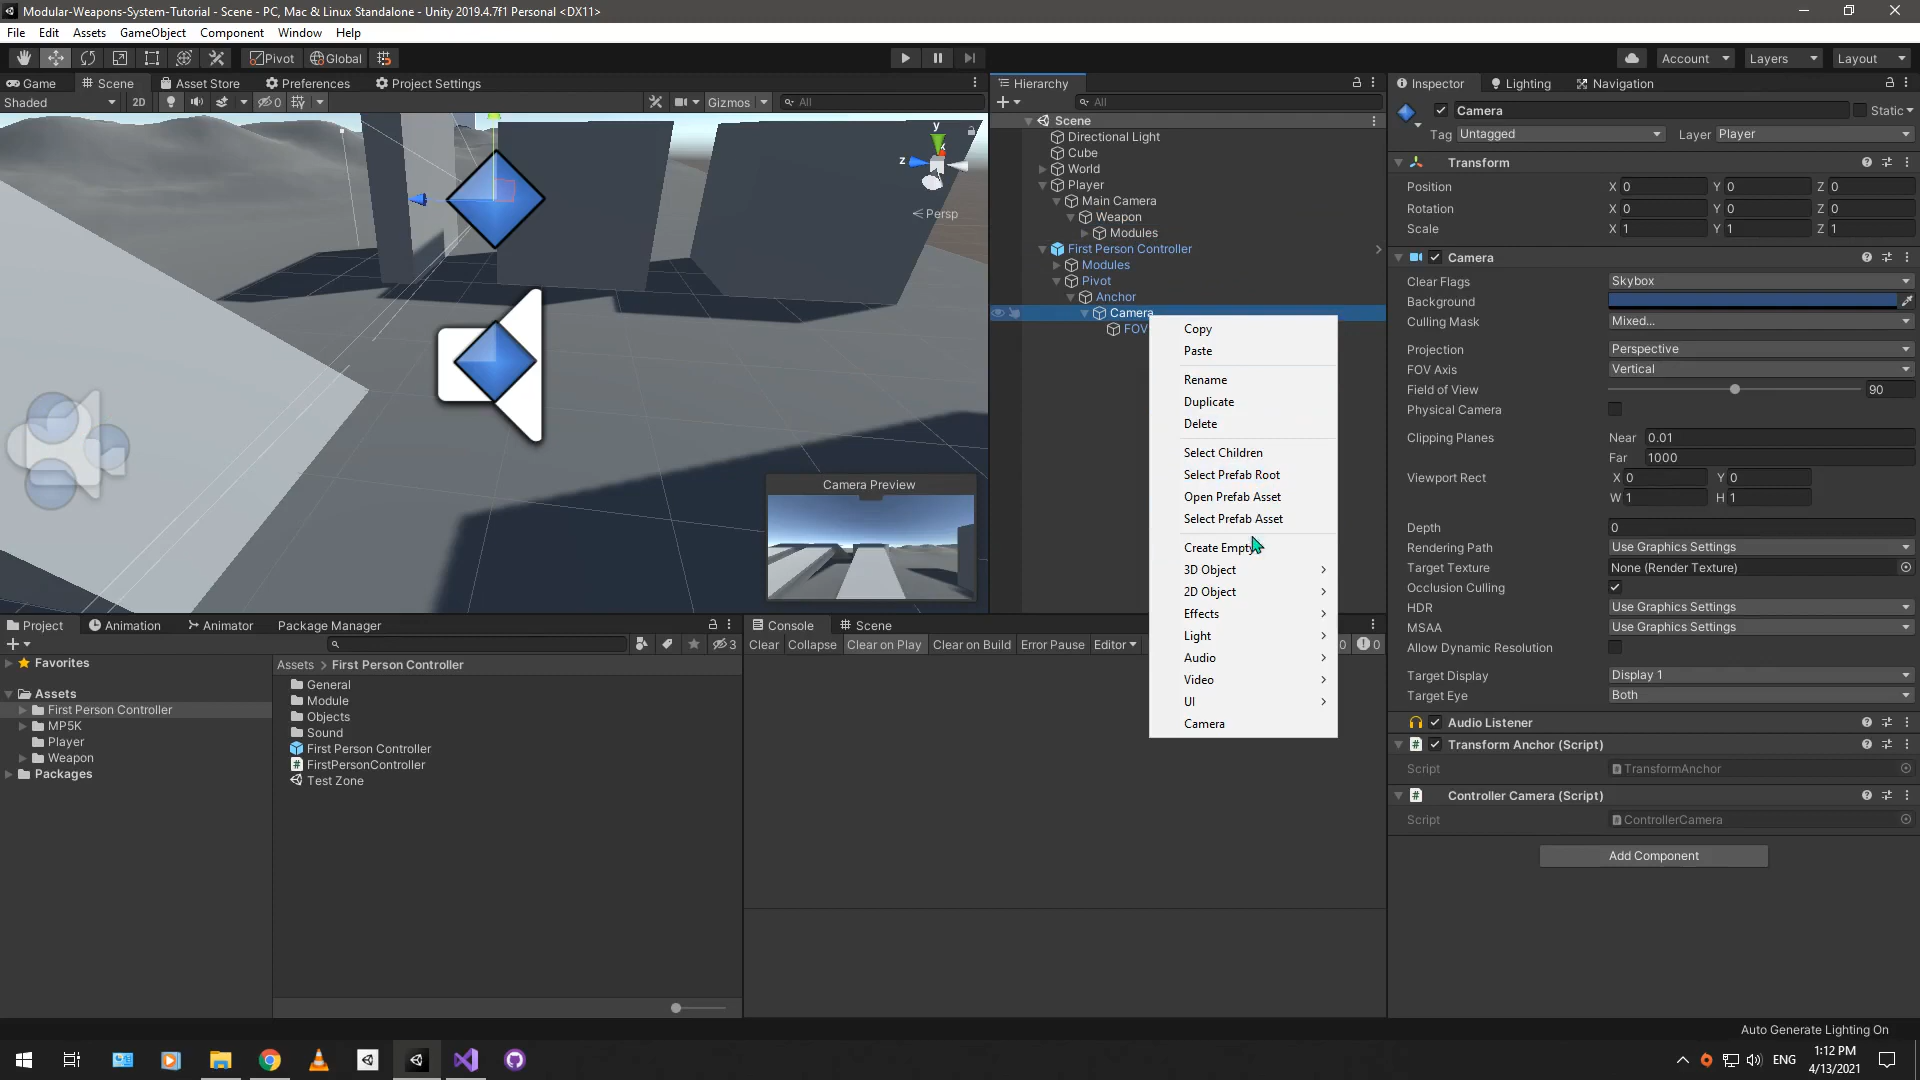 Modular-Weapons-System-Tutorial - Scene - PC, Mac & Linux Standalone - Unity 2019.4.7f1 Personal <DX11>
File Edit Assets GameObject Component Window Help
Pivot Global
Account Layers Layout
Game Scene Asset Store Preferences Project Settings
Shaded 2D 0 Gizmos All
y
z
Persp
Camera Preview
Hierarchy
All
Scene
Directional Light
Cube
World
Player
Main Camera
Weapon
Modules
First Person Controller
Modules
Pivot
Anchor
Camera
FOV
Copy
Paste
Rename
Duplicate
Delete
Select Children
Select Prefab Root
Open Prefab Asset
Select Prefab Asset
Create Empty
3D Object
2D Object
Effects
Light
Audio
Video
UI
Camera
Inspector Lighting Navigation
Camera Static
Tag Untagged Layer Player
Transform
Position X 0 Y 0 Z 0
Rotation X 0 Y 0 Z 0
Scale X 1 Y 1 Z 1
Camera
Clear Flags Skybox
Background
Culling Mask Mixed...
Projection Perspective
FOV Axis Vertical
Field of View 90
Physical Camera
Clipping Planes Near 0.01
Far 1000
Viewport Rect X 0 Y 0
W 1 H 1
Depth 0
Rendering Path Use Graphics Settings
Target Texture None (Render Texture)
Occlusion Culling
HDR Use Graphics Settings
MSAA Use Graphics Settings
Allow Dynamic Resolution
Target Display Display 1
Target Eye Both
Audio Listener
Transform Anchor (Script)
Script TransformAnchor
Controller Camera (Script)
Script ControllerCamera
Add Component
Project Animation Animator Package Manager
3
Favorites
Assets
First Person Controller
MP5K
Player
Weapon
Packages
Assets > First Person Controller
General
Module
Objects
Sound
First Person Controller
FirstPersonController
Test Zone
Console Scene
Clear Collapse Clear on Play Clear on Build Error Pause Editor 0 0
Auto Generate Lighting On
ENG
1:12 PM
4/13/2021